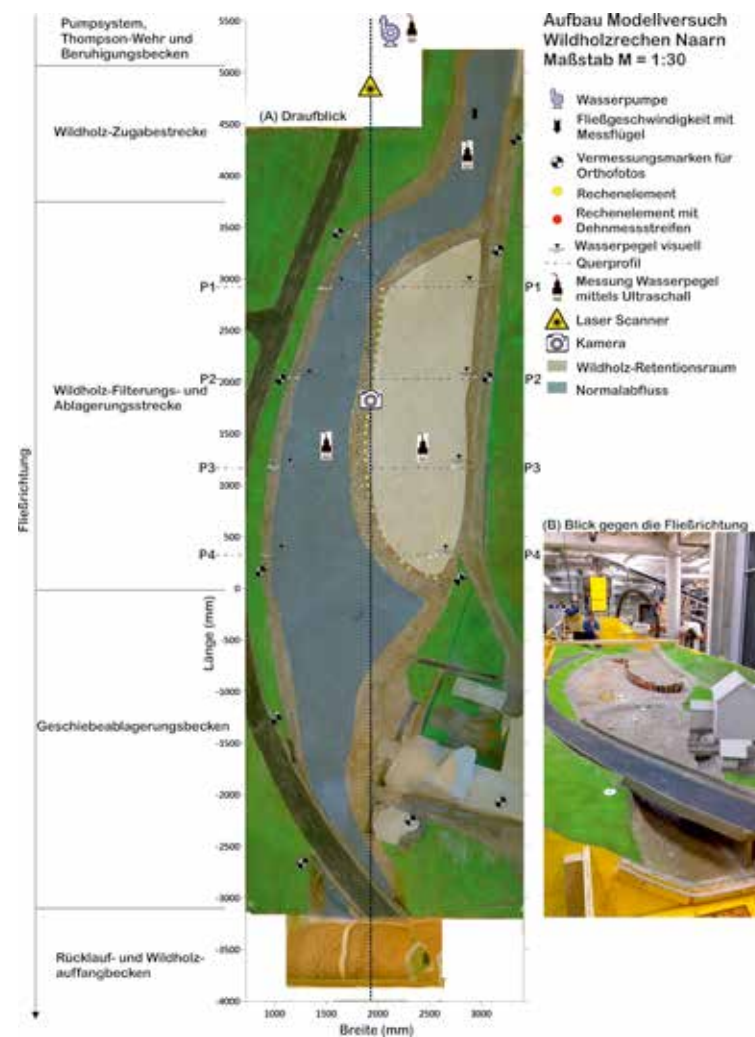 Aufbau Modellversuch
Wildholzrechen Naarn
Maßstab M = 1:30
Pumpsystem,
Thompson-Wehr und
Beruhigungsbecken
Wildholz-Zugabestrecke
Wildholz-Filterungs- und
Ablagerungsstrecke
Geschiebeablagerungsbecken
Rücklauf- und Wildholz-
auffangbecken
Fließrichtung
(A) Draufblick
5500
5000
4500
4000
3500
3000
2500
2000
1500
2000
500
0
-500
-1000
-1500
-2000
-2500
-3000
-3500
-4000
Länge (mm)
P1
P2
P3
P4
P1
P2
P3
P4
1000
1500
2000
2500
3000
Breite (mm)
Wasserpumpe
Fließgeschwindigkeit mit
Messflügel
Vermessungsmarken für
Orthofotos
Rechenelement
Rechenelement mit
Dehnmessstreifen
Wasserpegel visuell
Querprofil
Messung Wasserpegel
mittels Ultraschall
Laser Scanner
Kamera
Wildholz-Retentionsraum
Normalabfluss
(B) Blick gegen die Fließrichtung